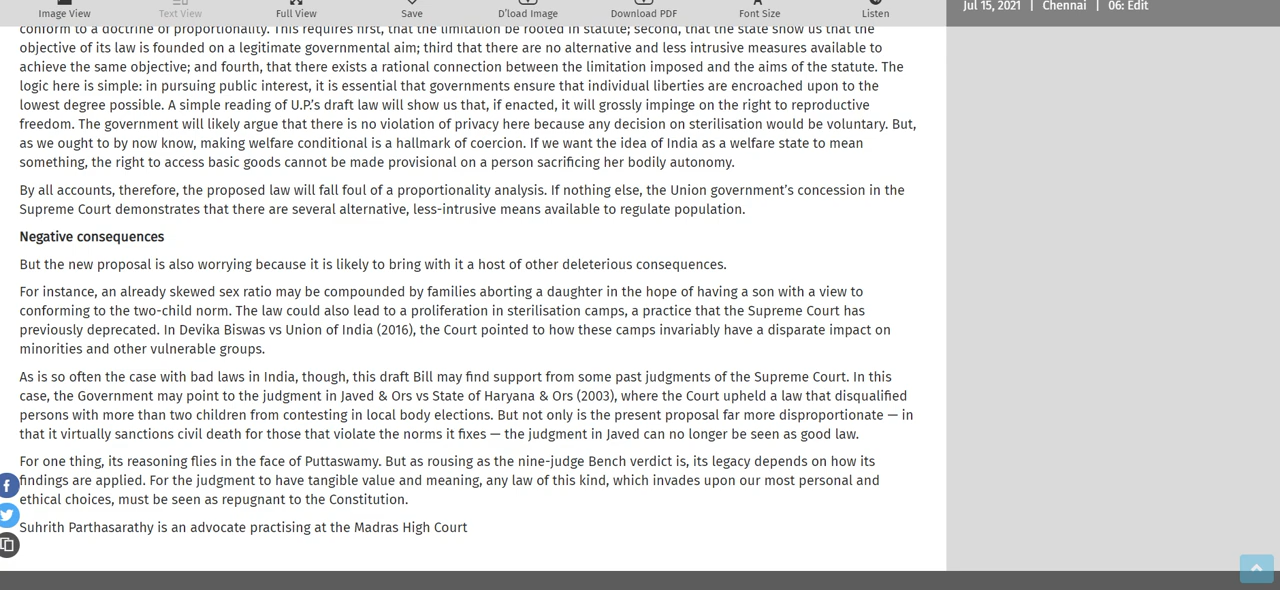 Image View
Text View
Full View
Save
D'load Image
Download PDF
Font Size
Listen
Jul 15, 2021 | Chennai | 06: Edit
conform to a doctrine of proportionality. This requires first, that the limitation be rooted in statute; second, that the state show us that the
objective of its law is founded on a legitimate governmental aim; third that there are no alternative and less intrusive measures available to
achieve the same objective; and fourth, that there exists a rational connection between the limitation imposed and the aims of the statute. The
logic here is simple: in pursuing public interest, it is essential that governments ensure that individual liberties are encroached upon to the
lowest degree possible. A simple reading of U.P.'s draft law will show us that, if enacted, it will grossly impinge on the right to reproductive
freedom. The government will likely argue that there is no violation of privacy here because any decision on sterilisation would be voluntary. But,
as we ought to by now know, making welfare conditional is a hallmark of coercion. If we want the idea of India as a welfare state to mean
something, the right to access basic goods cannot be made provisional on a person sacrificing her bodily autonomy.
By all accounts, therefore, the proposed law will fall foul of a proportionality analysis. If nothing else, the Union government's concession in the
Supreme Court demonstrates that there are several alternative, less-intrusive means available to regulate population.
Negative consequences
But the new proposal is also worrying because it is likely to bring with it a host of other deleterious consequences.
For instance, an already skewed sex ratio may be compounded by families aborting a daughter in the hope of having a son with a view to
conforming to the two-child norm. The law could also lead to a proliferation in sterilisation camps, a practice that the Supreme Court has
previously deprecated. In Devika Biswas vs Union of India (2016), the Court pointed to how these camps invariably have a disparate impact on
minorities and other vulnerable groups.
As is so often the case with bad laws in India, though, this draft Bill may find support from some past judgments of the Supreme Court. In this
case, the Government may point to the judgment in Javed & Ors vs State of Haryana & Ors (2003), where the Court upheld a law that disqualified
persons with more than two children from contesting in local body elections. But not only is the present proposal far more disproportionate — in
that it virtually sanctions civil death for those that violate the norms it fixes — the judgment in Javed can no longer be seen as good law.
For one thing, its reasoning flies in the face of Puttaswamy. But as rousing as the nine-judge Bench verdict is, its legacy depends on how its
findings are applied. For the judgment to have tangible value and meaning, any law of this kind, which invades upon our most personal and
ethical choices, must be seen as repugnant to the Constitution.
Suhrith Parthasarathy is an advocate practising at the Madras High Court